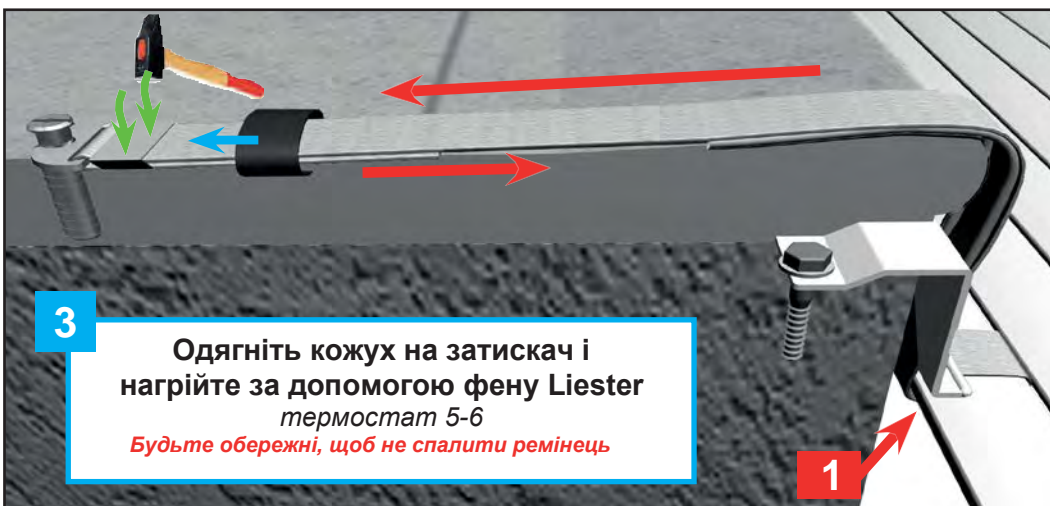 3
Одягніть кожух на затискач і
нагрійте за допомогою фену Liester
термостат 5-6
Будьте обережні, щоб не спалити ремінець
1